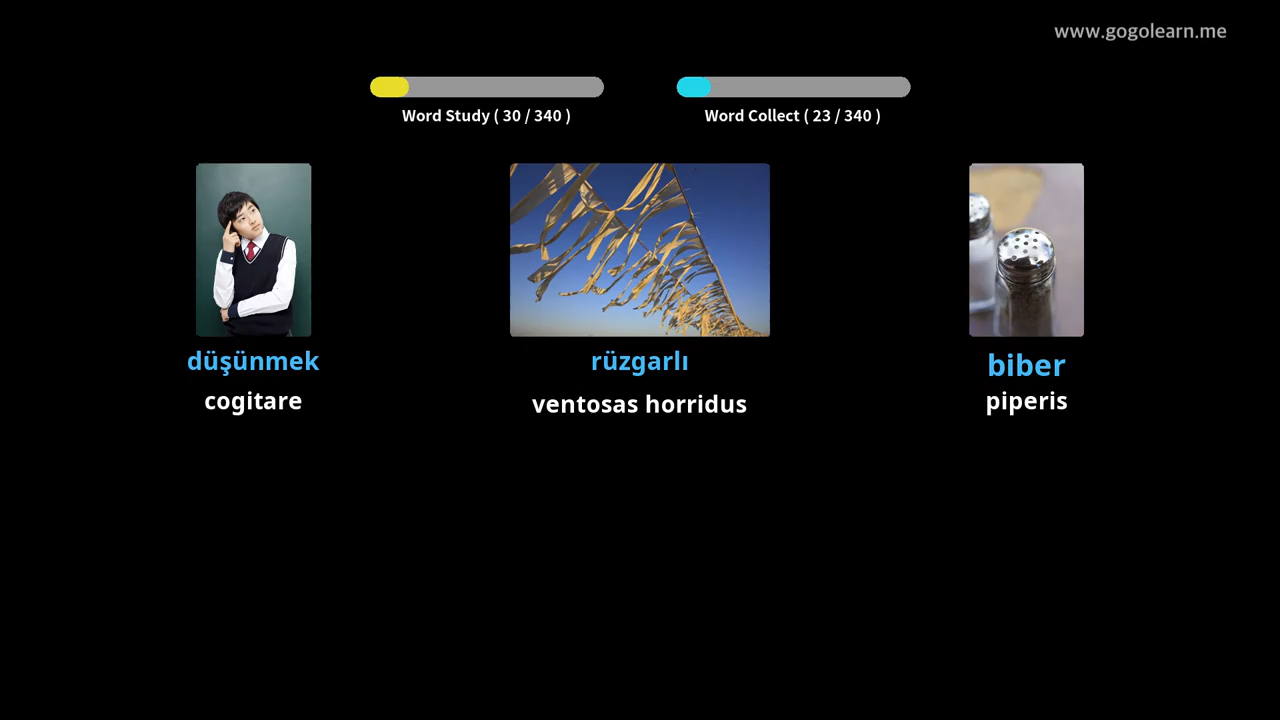 www.gogolearn.me
Word Study ( 30 / 340 )
Word Collect ( 23 / 340 )
düşünmek
cogitare
rüzgarlı
ventosas horridus
biber
piperis